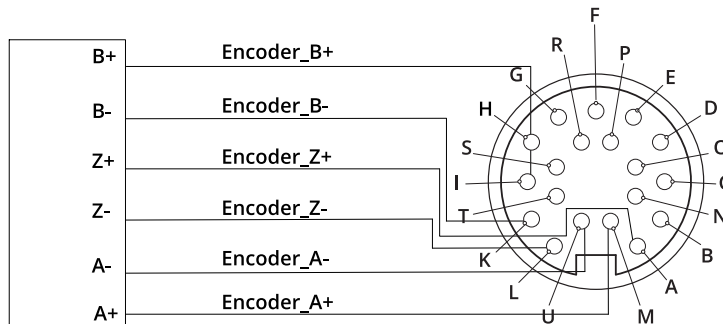 F
R
P
G
E
B+
Encoder_B+
H
D
B-
Encoder_B-
S
C
Z+
Encoder_Z+
I
T
N
Z-
Encoder_Z-
B
K
A-
Encoder_A-
A
L
A+
Encoder_A+
U
M